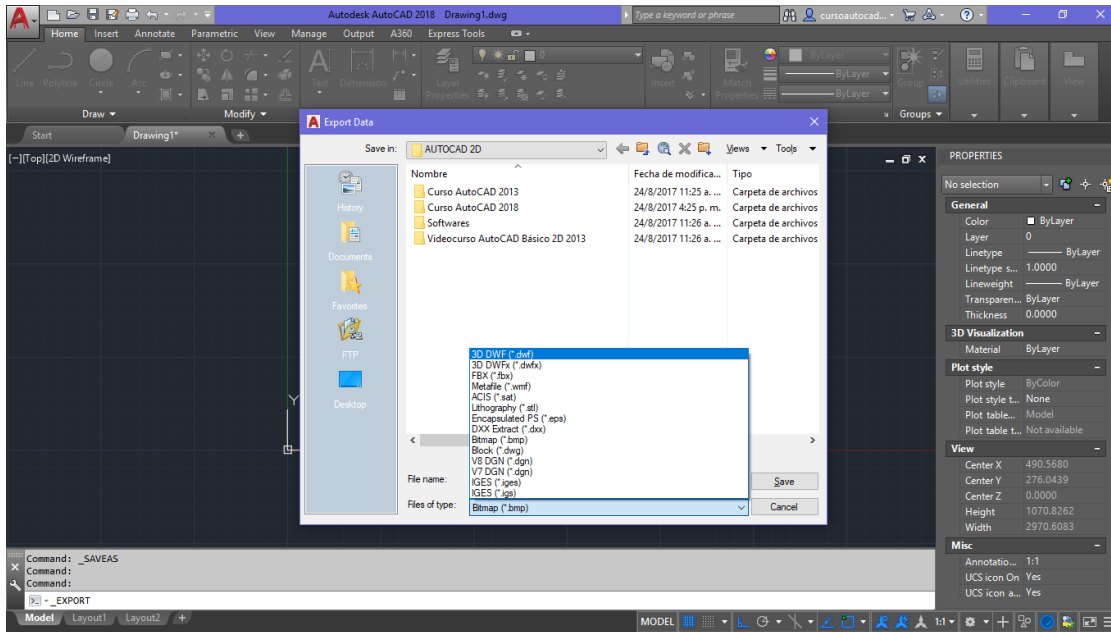 Autodesk AutoCAD 2018 Drawing1.dwg
Type a keyword or phrase
cursoautocad...
Home Insert Annotate Parametric View Manage Output A360 Express Tools
Line Polyline Circle Arc
Text Dimension
Layer Properties
0
Insert
Match Properties
ByLayer
ByLayer
ByLayer
Group
Utilities Clipboard View
Draw Modify Groups
Start Drawing1*
[-][Top][2D Wireframe]
Y
Export Data
Save in: AUTOCAD 2D Views Tools
Nombre Fecha de modifica... Tipo
Curso AutoCAD 2013 24/8/2017 11:25 a. ... Carpeta de archivos
Curso AutoCAD 2018 24/8/2017 4:25 p. m. Carpeta de archivos
Softwares 24/8/2017 11:26 a. ... Carpeta de archivos
Videocurso AutoCAD Básico 2D 2013 24/8/2017 11:26 a. ... Carpeta de archivos
History
Documents
Favorites
FTP
Desktop
3D DWF (*.dwf)
3D DWFx (*.dwfx)
FBX (*.fbx)
Metafile (*.wmf)
ACIS (*.sat)
Lithography (*.stl)
Encapsulated PS (*.eps)
DXX Extract (*.dxx)
Bitmap (*.bmp)
Block (*.dwg)
V8 DGN (*.dgn)
V7 DGN (*.dgn)
IGES (*.iges)
IGES (*.igs)
File name: Save
Files of type: Bitmap (*.bmp) Cancel
PROPERTIES
No selection
General
Color ByLayer
Layer 0
Linetype ByLayer
Linetype s... 1.0000
Lineweight ByLayer
Transparen... ByLayer
Thickness 0.0000
3D Visualization
Material ByLayer
Plot style
Plot style ByColor
Plot style t... None
Plot table... Model
Plot table t... Not available
View
Center X 490.5680
Center Y 276.0439
Center Z 0.0000
Height 1070.8262
Width 2970.6083
Misc
Annotatio... 1:1
UCS icon On Yes
UCS icon a... Yes
Command: _SAVEAS
Command:
Command:
_EXPORT
Model Layout1 Layout2 +
MODEL 1:1